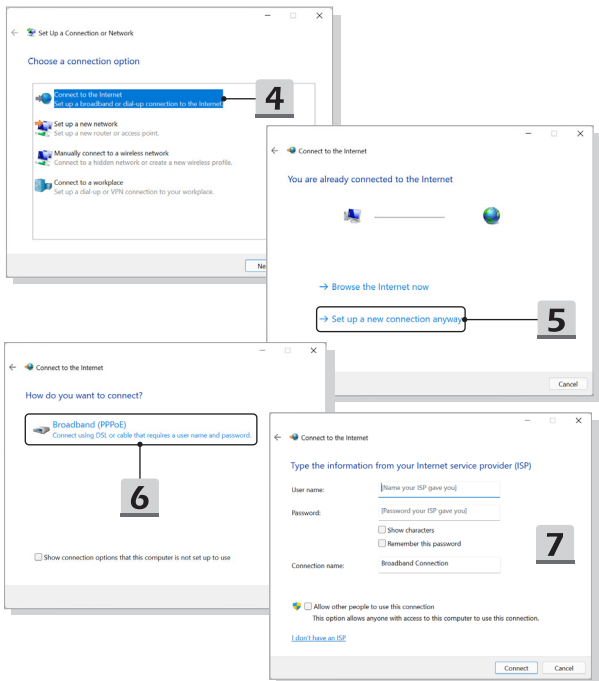 Set Up a Connection or Network
Choose a connection option
Connect to the Internet
Set up a broadband or dial-up connection to the Internet
4
Set up a new network
Set up a new router or access point.
Manually connect to a wireless network
Connect to a hidden network or create a new wireless profile.
Connect to a workplace
Set up a dial-up or VPN connection to your workplace.
Ne
Connect to the Internet
You are already connected to the Internet
→ Browse the Internet now
→ Set up a new connection anyway
5
Cancel
Connect to the Internet
How do you want to connect?
Broadband (PPPoE)
Connect using DSL or cable that requires a user name and password.
6
Show connection options that this computer is not set up to use
Connect to the Internet
Type the information from your Internet service provider (ISP)
User name: [Name your ISP gave you]
Password: [Password your ISP gave you]
Show characters
Remember this password
7
Connection name: Broadband Connection
Allow other people to use this connection
This option allows anyone with access to this computer to use this connection.
I don't have an ISP
Connect Cancel